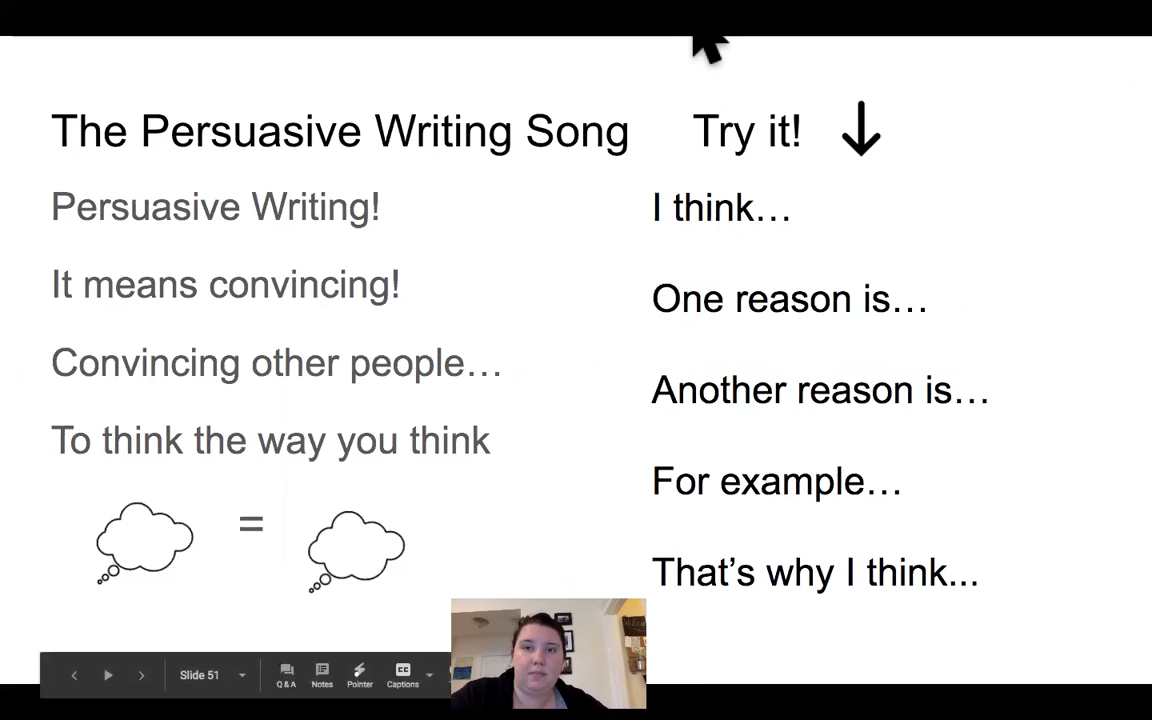 The Persuasive Writing Song
Persuasive Writing!
It means convincing!
Convincing other people…
To think the way you think
=
Try it!
I think…
One reason is…
Another reason is…
For example…
That’s why I think...
Slide 51
Q & A
Notes
Pointer
CC
Captions